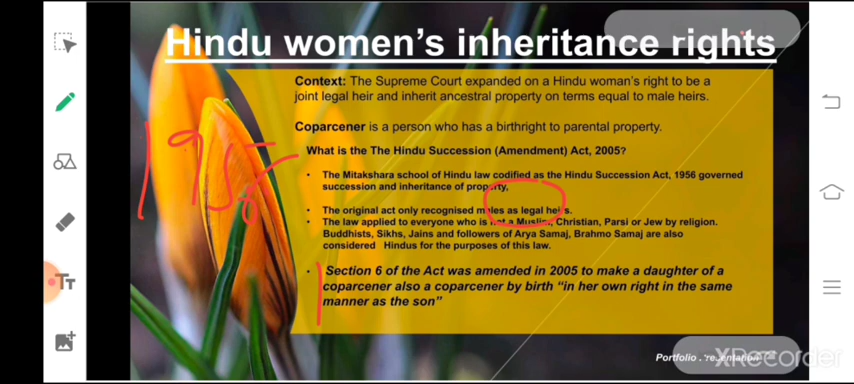 Hindu women's inheritance rights
Context: The Supreme Court expanded on a Hindu woman's right to be a
joint legal heir and inherit ancestral property on terms equal to male heirs.
Coparcener is a person who has a birthright to parental property.
What is the The Hindu Succession (Amendment) Act, 2005?
• The Mitakshara school of Hindu law codified as the Hindu Succession Act, 1956 governed
succession and inheritance of property,
• The original act only recognised males as legal heirs.
• The law applied to everyone who is not a Muslim, Christian, Parsi or Jew by religion.
Buddhists, Sikhs, Jains and followers of Arya Samaj, Brahmo Samaj are also
considered Hindus for the purposes of this law.
• Section 6 of the Act was amended in 2005 to make a daughter of a
coparcener also a coparcener by birth "in her own right in the same
manner as the son"
Portfolio Presentation
XRecorder
Tт